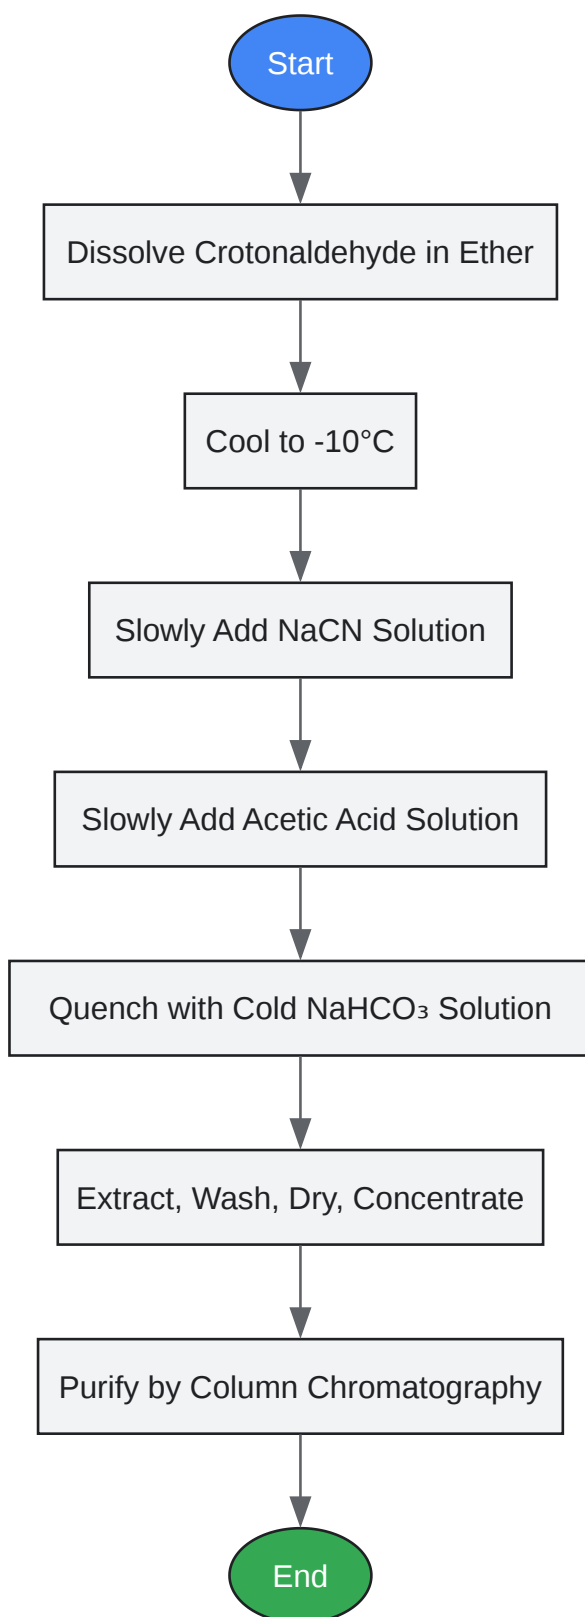 Start
Dissolve Crotonaldehyde in Ether
Cool to -10°C
Slowly Add NaCN Solution
Slowly Add Acetic Acid Solution
Quench with Cold NaHCO₃ Solution
Extract, Wash, Dry, Concentrate
Purify by Column Chromatography
End